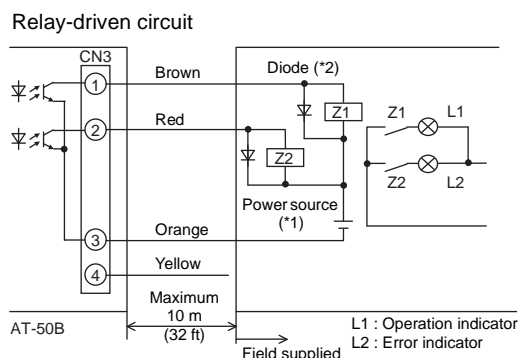 Relay-driven circuit
CN3
1
Brown
Diode (*2)
Z1
Z1
L1
2
Red
Z2
Z2
L2
Power source
(*1)
3
Orange
4
Yellow
Maximum
10 m
(32 ft)
AT-50B
Field supplied
L1 : Operation indicator
L2 : Error indicator